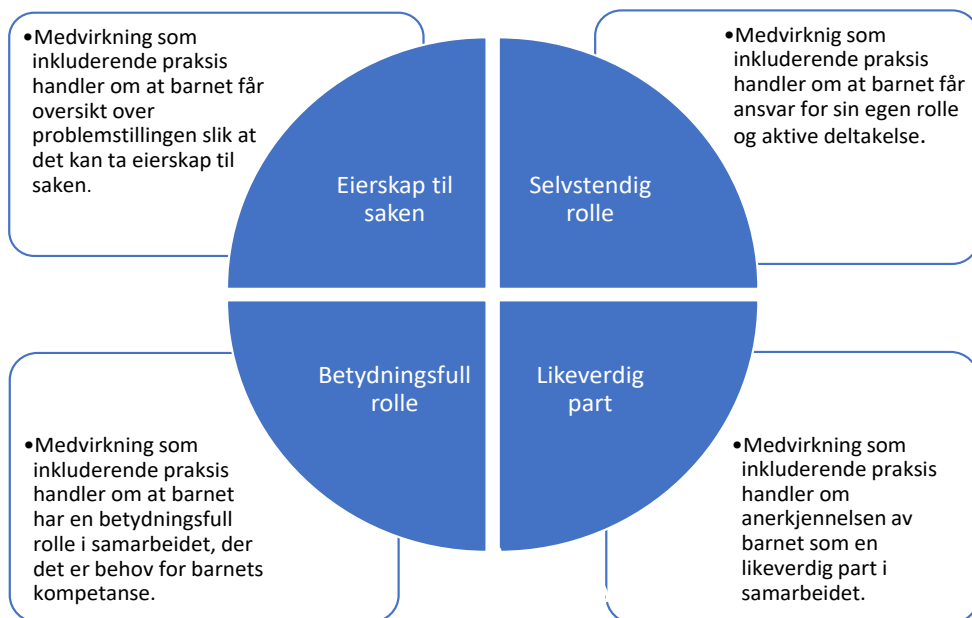 •Medvirkning som
inkluderende praksis
handler om at barnet får
oversikt over
problemstillingen slik at
det kan ta eierskap til
saken.
•Medvirknig som
inkluderende praksis
handler om at barnet får
ansvar for sin egen rolle
og aktive deltakelse.
Eierskap til
saken
Selvstendig
rolle
Betydningsfull
rolle
Likeverdig
part
•Medvirkning som
inkluderende praksis
handler om at barnet
har en betydningsfull
rolle i samarbeidet, der
det er behov for barnets
kompetanse.
•Medvirkning som
inkluderende praksis
handler om
anerkjennelsen av
barnet som en
likeverdig part i
samarbeidet.